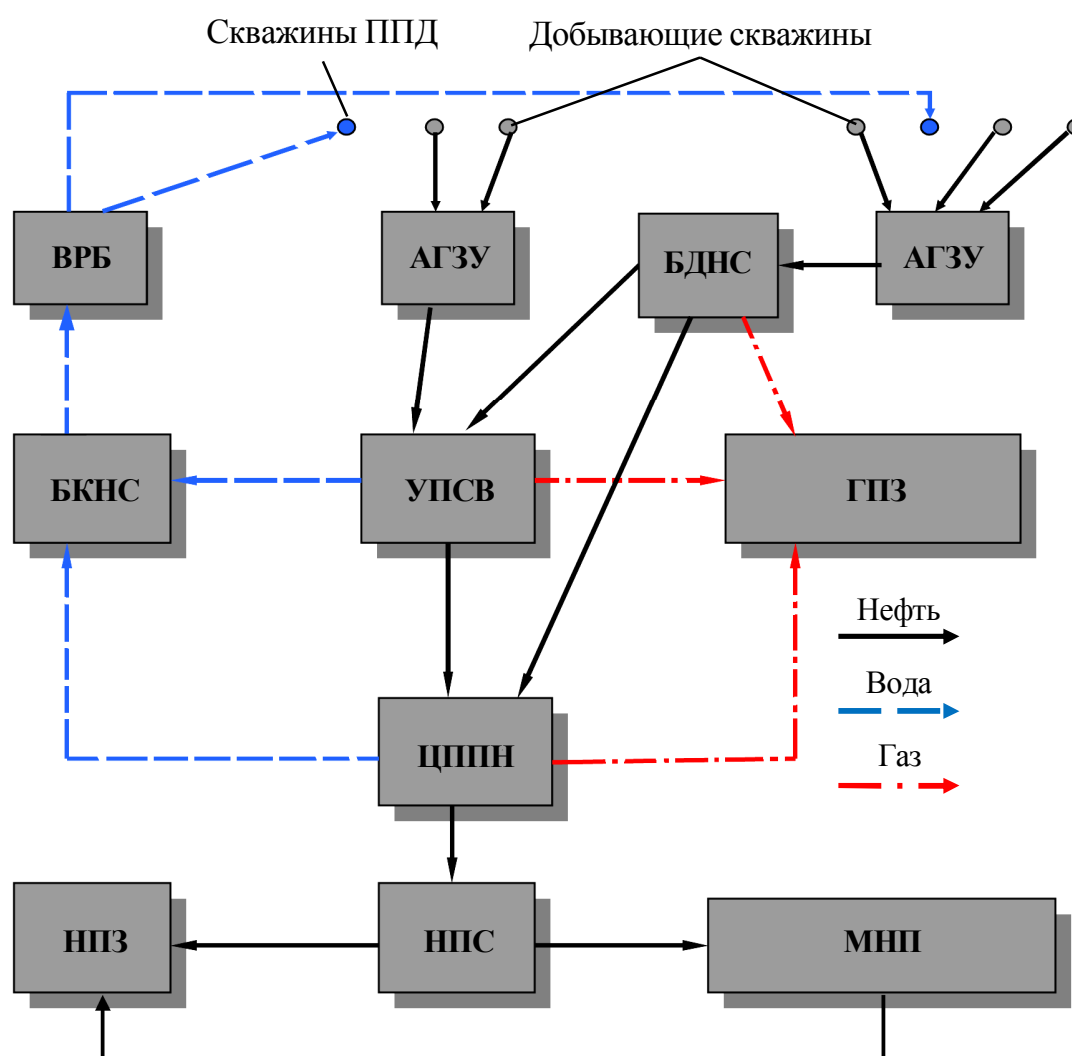 Скважины ППД
Добывающие скважины
ВРБ
АГЗУ
БДНС
АГЗУ
БКНС
УПСВ
ГПЗ
Нефть
Вода
Газ
ЦППН
НПЗ
НПС
МНП